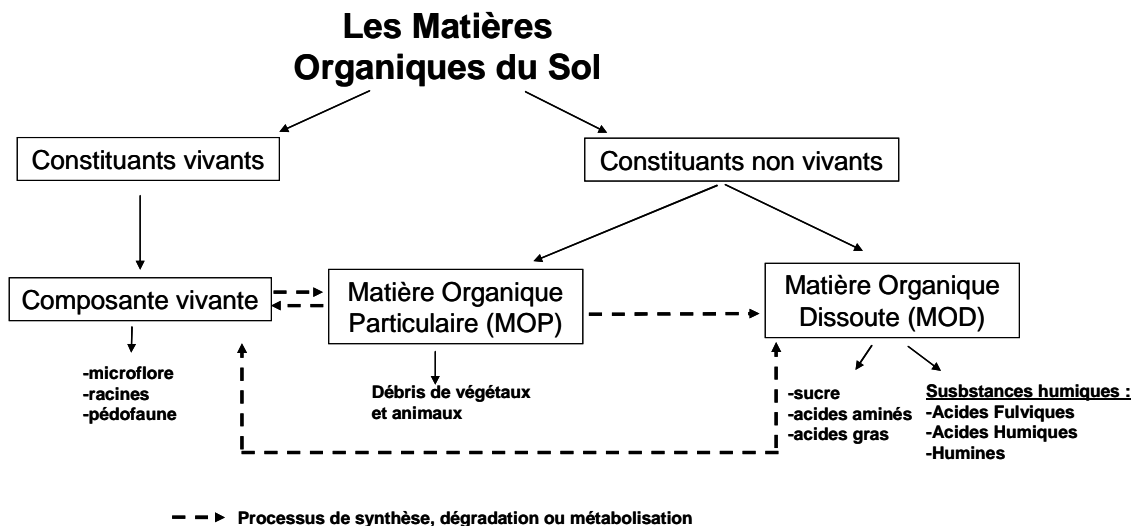 Les Matières
Organiques du Sol
Constituants vivants
Constituants non vivants
Composante vivante
Matière Organique
Particulaire (MOP)
Matière Organique
Dissoute (MOD)
-microflore
-racines
-pédofaune
Débris de végétaux
et animaux
-sucre
-acides aminés
-acides gras
Susbstances humiques :
-Acides Fulviques
-Acides Humiques
-Humines
Processus de synthèse, dégradation ou métabolisation